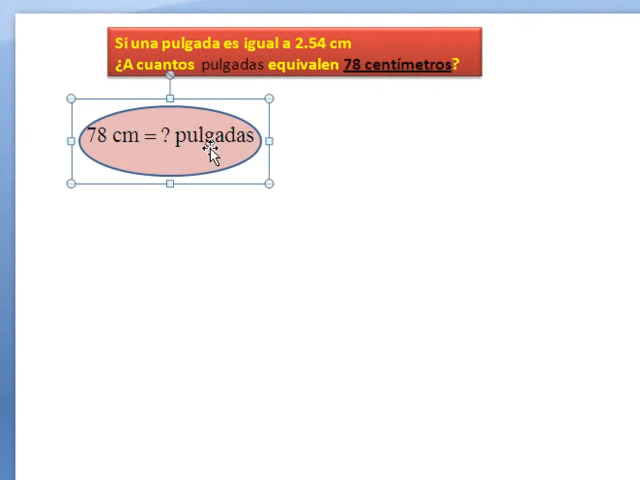 Si una pulgada es igual a 2.54 cm
¿A cuantos pulgadas equivalen 78 centímetros?
78 cm = ? pulgadas